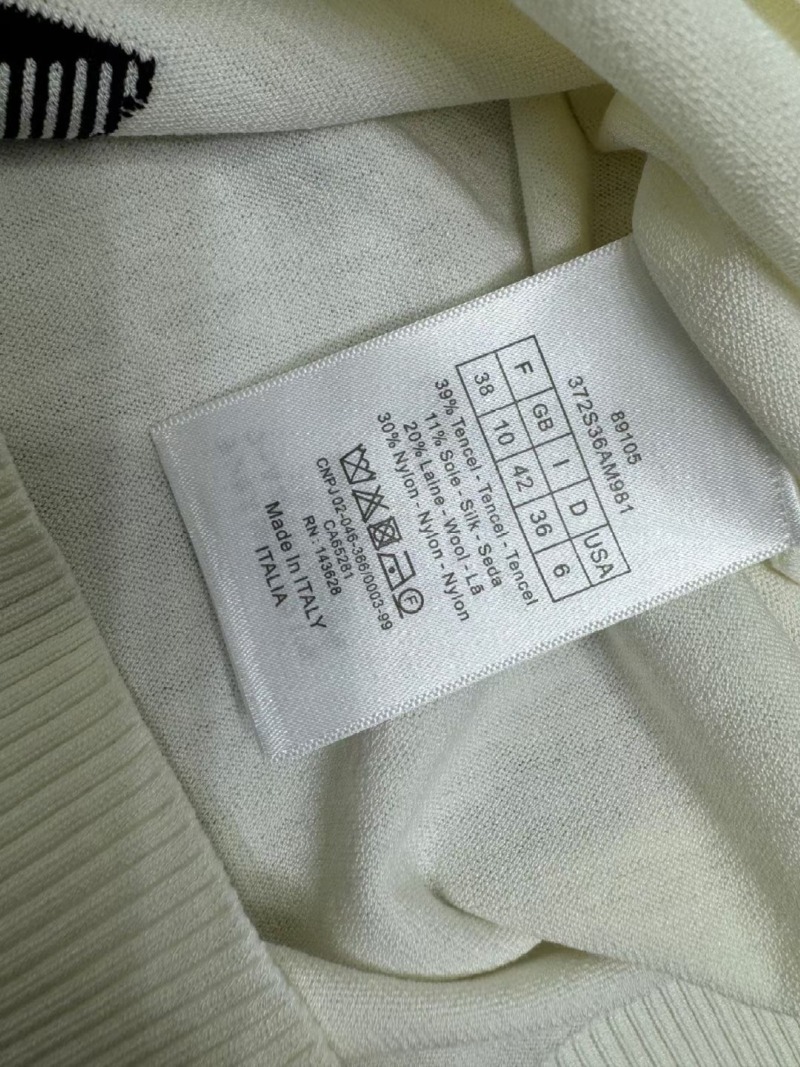 89105
372S36AM981
F GB I D USA
38 10 42 36 6
39% Tencel - Tencel - Tencel
11% Soie - Silk - Seda
20% Laine - Wool - Lã
30% Nylon - Nylon - Nylon
F
CNPJ 02-046-386/0003-99
CA65281
RN : 143628
Made In ITALY
ITALIA